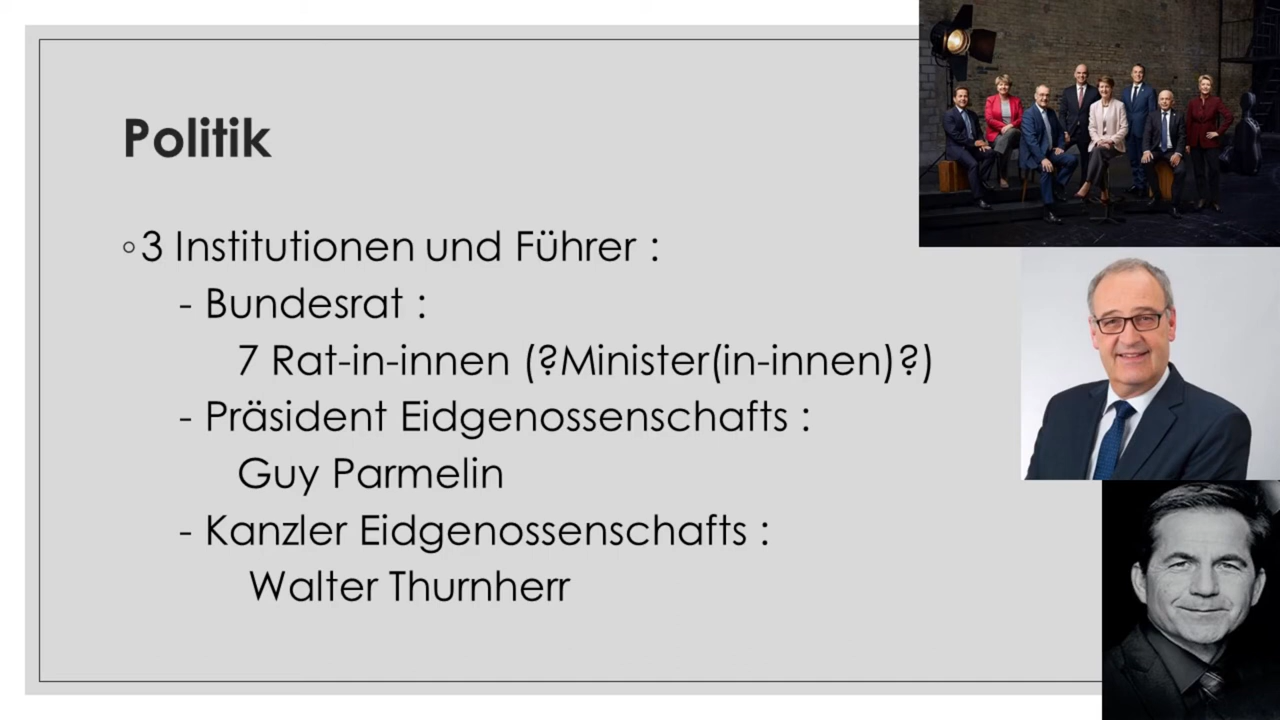 Politik
◦3 Institutionen und Führer :
- Bundesrat :
7 Rat-in-innen (?Minister(in-innen)?)
- Präsident Eidgenossenschafts :
Guy Parmelin
- Kanzler Eidgenossenschafts :
Walter Thurnherr